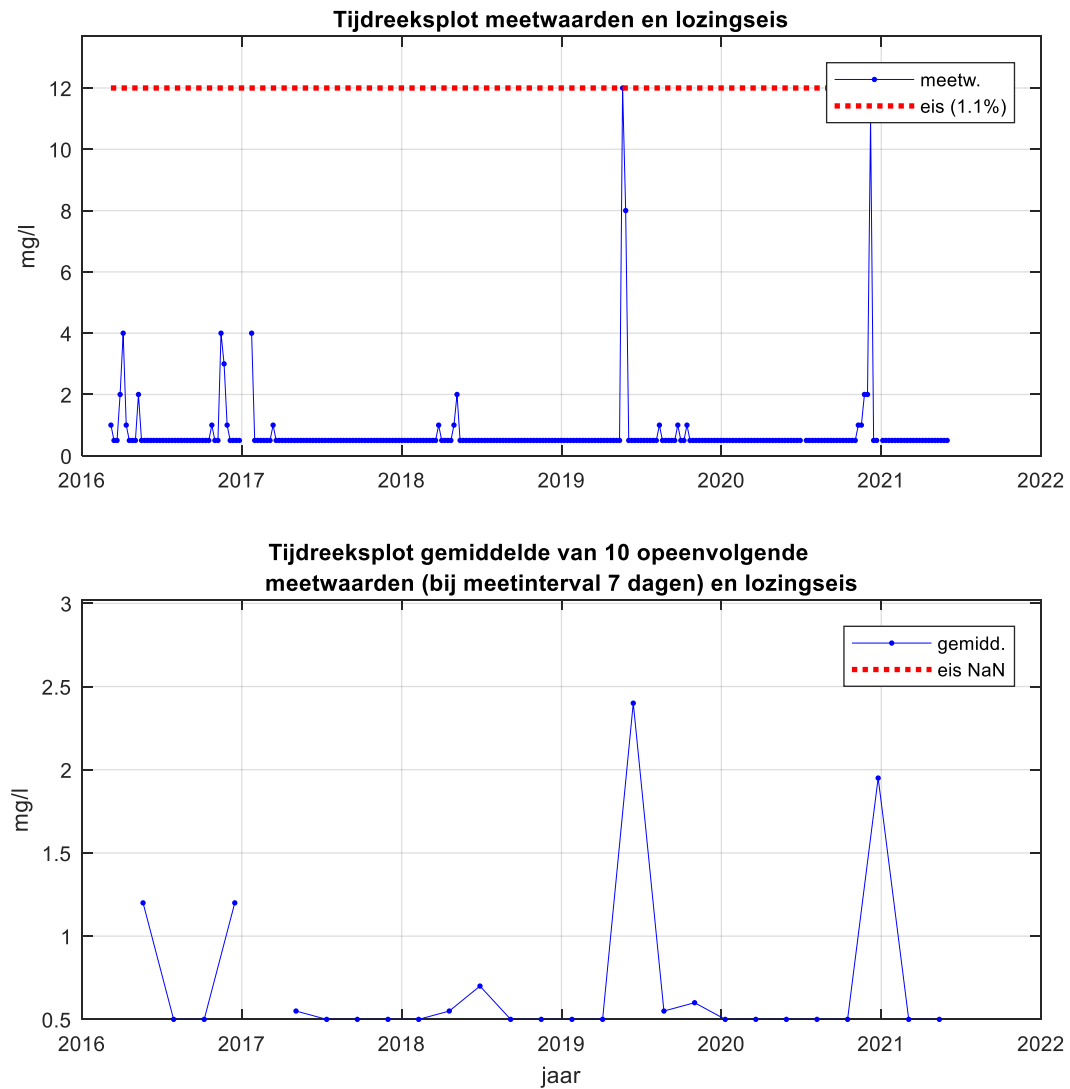 Tijdreeksplot meetwaarden en lozingseis
12
10
8
6
4
2
0
mg/l
meetw.
eis (1.1%)
2016 2017 2018 2019 2020 2021 2022
Tijdreeksplot gemiddelde van 10 opeenvolgende
meetwaarden (bij meetinterval 7 dagen) en lozingseis
3
2.5
2
1.5
1
0.5
mg/l
gemidd.
eis NaN
2016 2017 2018 2019 2020 2021 2022
jaar